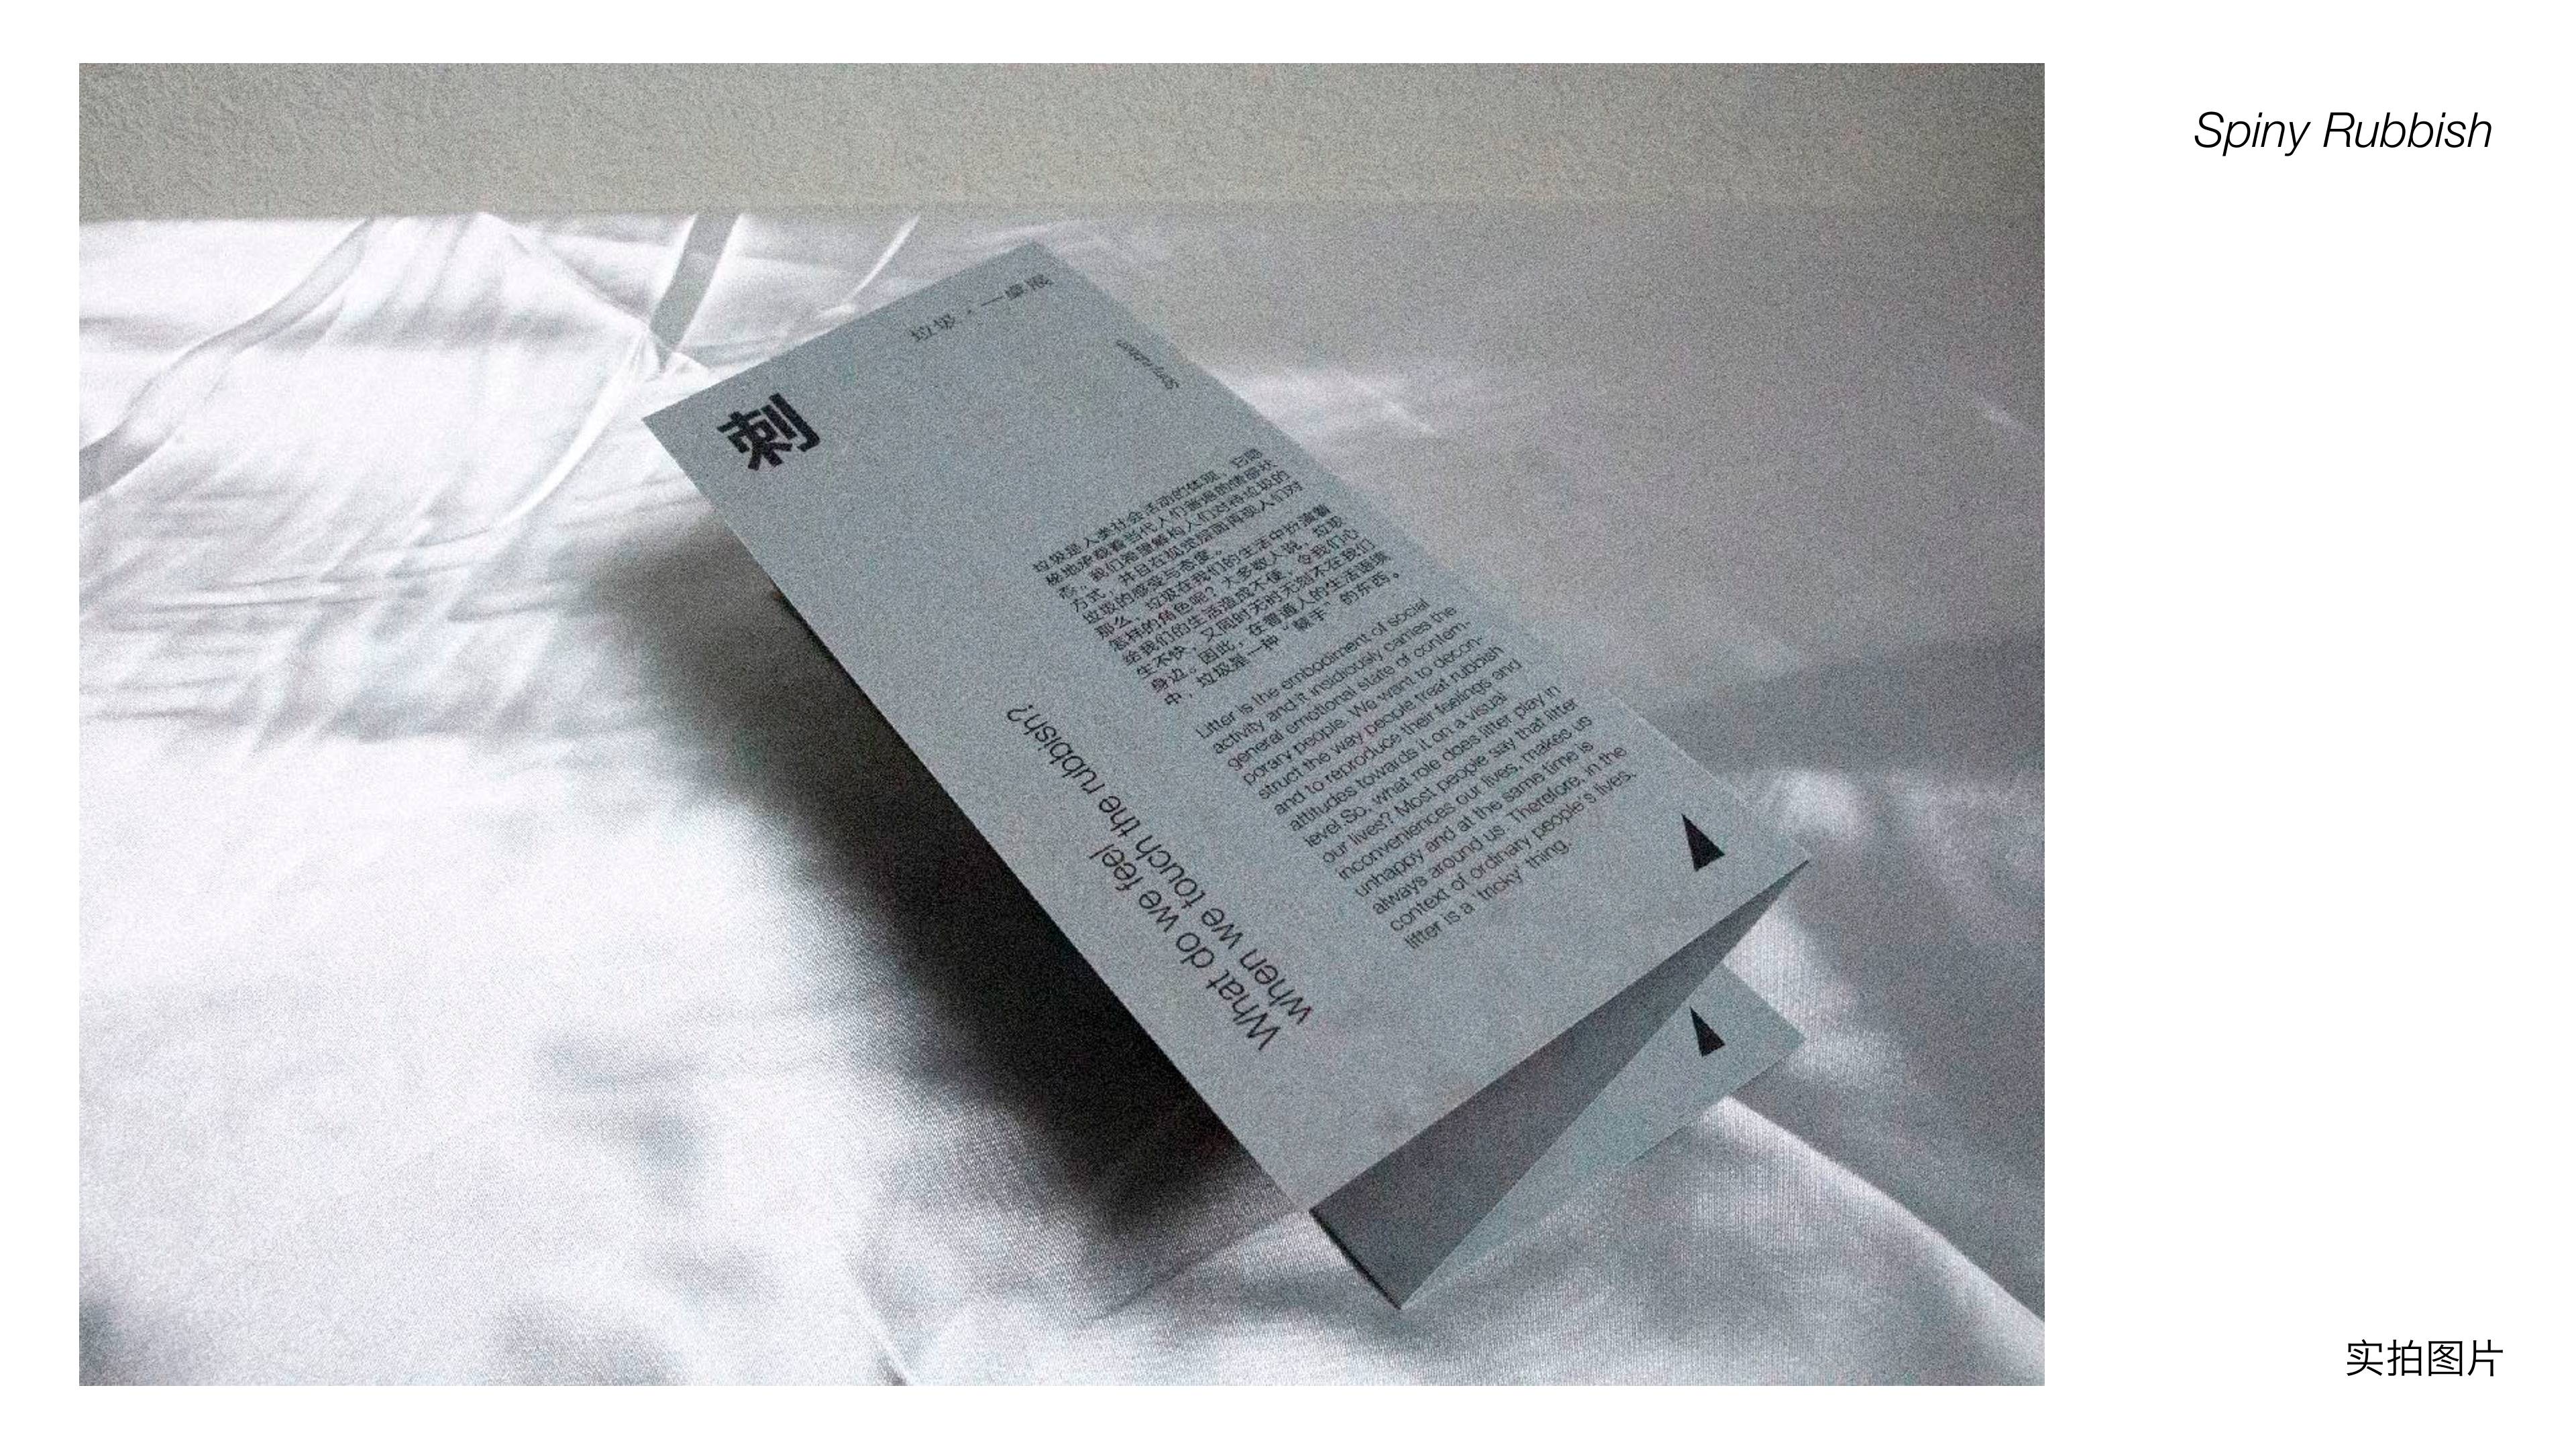 Spiny Rubbish
垃圾，一桌展
Spiny rubbish
刺
垃圾是人类社会活动的体现，它隐
秘地承载着当代人们普遍的情感状
态，我们希望解构人们对待垃圾的
方式，并且在视觉层面再现人们对
垃圾的感受与态度。
那么，垃圾在我们的生活中扮演着
怎样的角色呢？大多数人说，垃圾
给我们的生活造成不便，令我们心
生不快，又同时无时无刻不在我们
身边。因此，在普通人的生活语境
中，垃圾是一种“棘手”的东西。
Litter is the embodiment of social
activity and it insidiously carries the
general emotional state of contem-
porary people. We want to decon-
struct the way people treat rubbish
and to reproduce their feelings and
attitudes towards it on a visual
level.So, what role does litter play in
our lives? Most people say that litter
inconveniences our lives, makes us
unhappy and at the same time is
always around us. Therefore, in the
context of ordinary people's lives,
litter is a 'tricky' thing.
What do we feel
when we touch the rubbish?
实拍图片